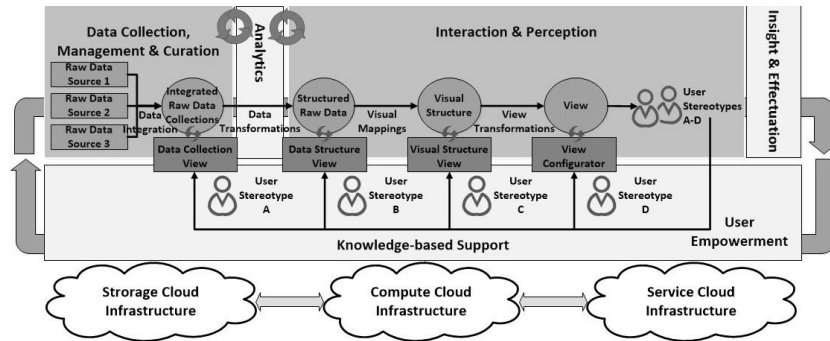 Data Collection,
Management & Curation
Analytics
Interaction & Perception
Insight & Effectuation
Raw Data
Source 1
Raw Data
Source 2
Raw Data
Source 3
Data
Integration
Integrated
Raw Data
Collections
Data
Transformations
Structured
Raw Data
Visual
Mappings
Visual
Structure
View
Transformations
View
User
Stereotypes
A-D
Data Collection
View
Data Structure
View
Visual Structure
View
View
Configurator
User
Stereotype
A
User
Stereotype
B
User
Stereotype
C
User
Stereotype
D
Knowledge-based Support
User
Empowerment
Strorage Cloud
Infrastructure
Compute Cloud
Infrastructure
Service Cloud
Infrastructure